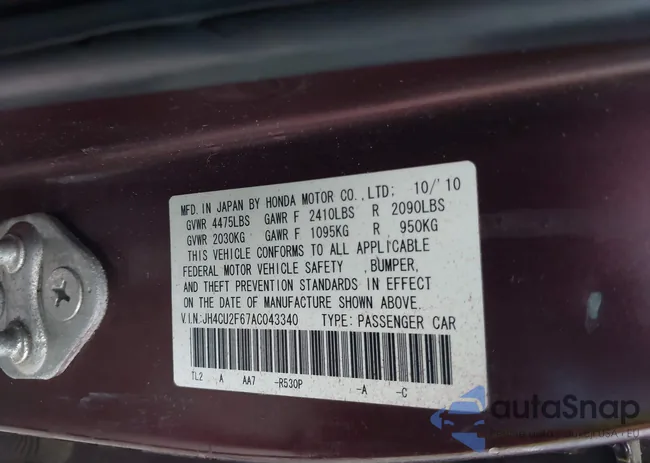 MFD. IN JAPAN BY HONDA MOTOR CO.,LTD: 10/'10
GVWR 4475LBS GAWR F 2410LBS R 2090LBS
GVWR 2030KG GAWR F 1095KG R 950KG
THIS VEHICLE CONFORMS TO ALL APPLICABLE
FEDERAL MOTOR VEHICLE SAFETY ,BUMPER,
AND THEFT PREVENTION STANDARDS IN EFFECT
ON THE DATE OF MANUFACTURE SHOWN ABOVE.
V.I.N:JH4CU2F67AC043340 TYPE: PASSENGER CAR
TL2 A AA7 -R530P -A -C
autaSnap